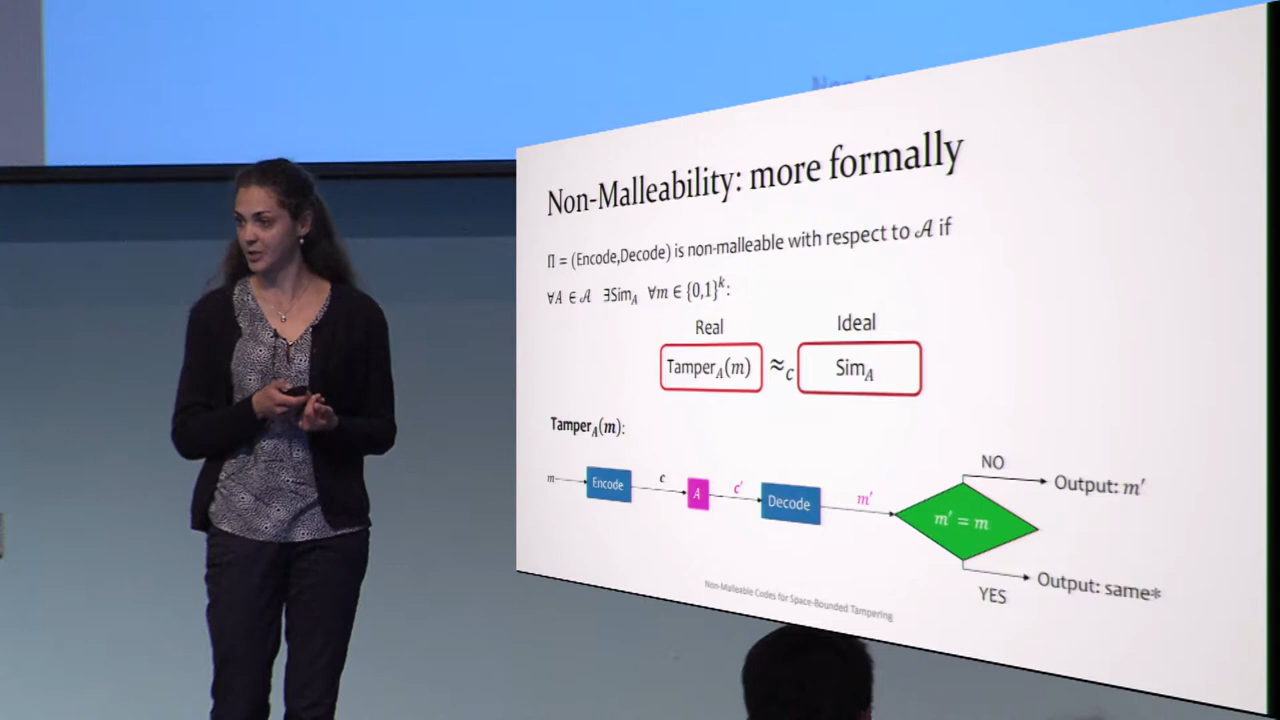 Non-Malleability: more formally
Π = (Encode,Decode) is non-malleable with respect to 𝒜 if
∀A ∈ 𝒜 ∃Sim_A ∀m ∈ {0,1}^k:
Real Ideal
Tamper_A(m) ≈_c Sim_A
Tamper_A(m):
m Encode c A c′ Decode m′ m′ = m
NO Output: m′
YES Output: same*
Non-Malleable Codes for Space-Bounded Tampering